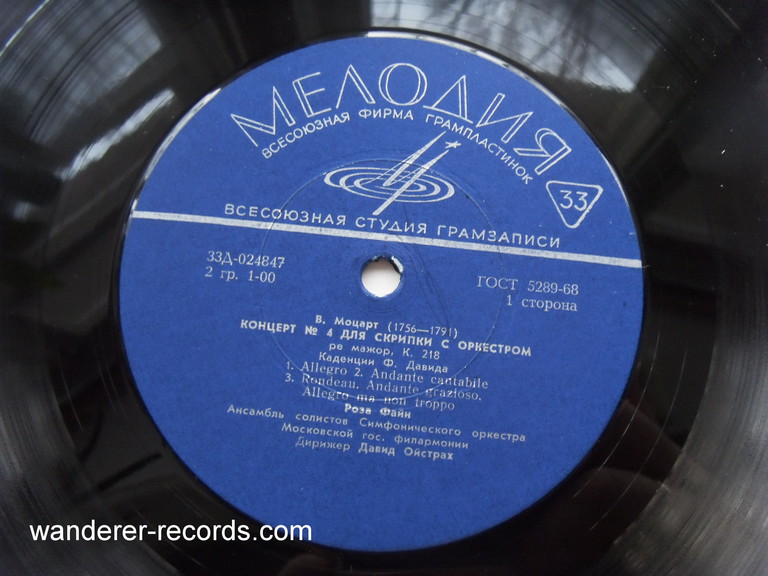 МЕЛОДИЯ
ВСЕСОЮЗНАЯ ФИРМА ГРАМПЛАСТИНОК
33
ВСЕСОЮЗНАЯ СТУДИЯ ГРАМЗАПИСИ
33Д-024847
ГОСТ 5289-68
2 гр. 1-00
1 сторона
В. Моцарт (1756—1791)
КОНЦЕРТ № 4 ДЛЯ СКРИПКИ С ОРКЕСТРОМ
ре мажор, К. 218
Каденции Ф. Давида
1. Allegro 2. Andante cantabile
3. Rondeau. Andante grazioso.
Allegro ma non troppo
Роза Файн
Ансамбль солистов Симфонического оркестра
Московской гос. филармонии
Дирижер Давид Ойстрах
wanderer-records.com